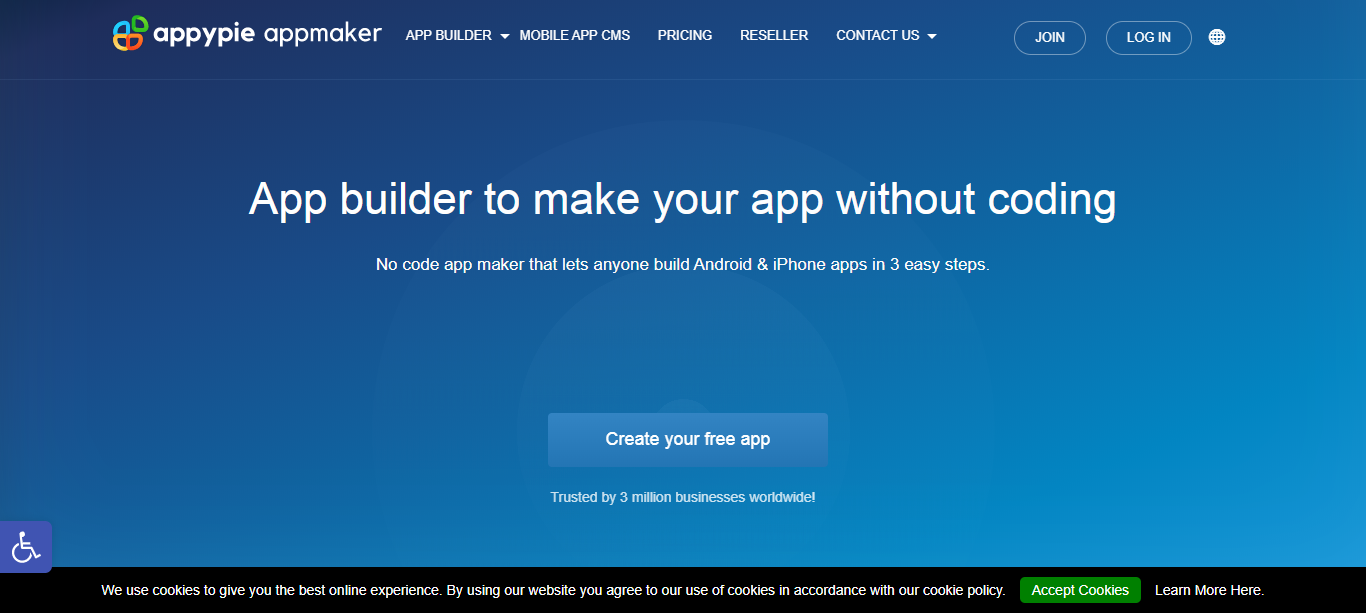 appypie appmaker APP BUILDER MOBILE APP CMS PRICING RESELLER CONTACT US JOIN LOG IN
App builder to make your app without coding
No code app maker that lets anyone build Android & iPhone apps in 3 easy steps.
Create your free app
Trusted by 3 million businesses worldwide!
We use cookies to give you the best online experience. By using our website you agree to our use of cookies in accordance with our cookie policy. Accept Cookies Learn More Here.